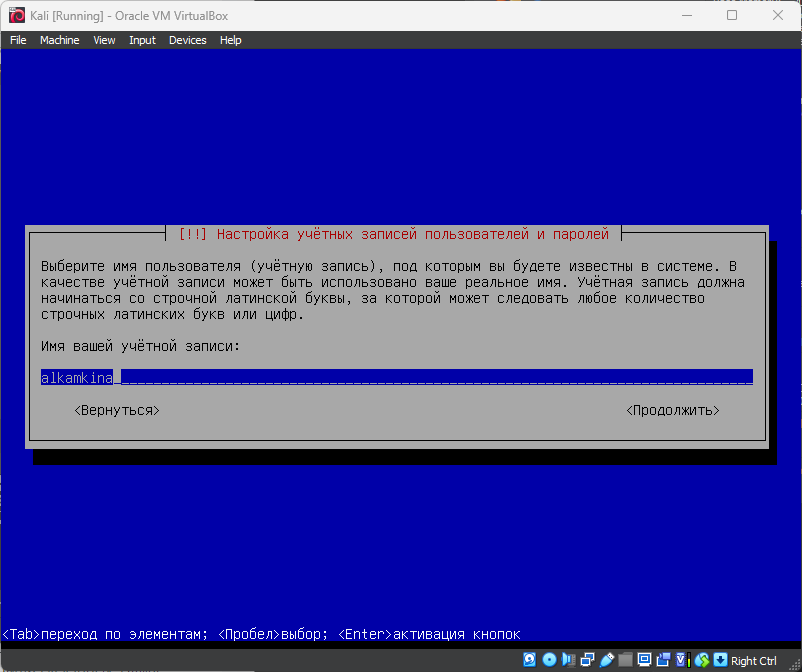 Kali [Running] - Oracle VM VirtualBox
File Machine View Input Devices Help
[!!] Настройка учётных записей пользователей и паролей
Выберите имя пользователя (учётную запись), под которым вы будете известны в системе. В
качестве учётной записи может быть использовано ваше реальное имя. Учётная запись должна
начинаться со строчной латинской буквы, за которой может следовать любое количество
строчных латинских букв или цифр.
Имя вашей учётной записи:
alkamkina
<Вернуться> <Продолжить>
<Tab>переход по элементам; <Пробел>выбор; <Enter>активация кнопок
Right Ctrl